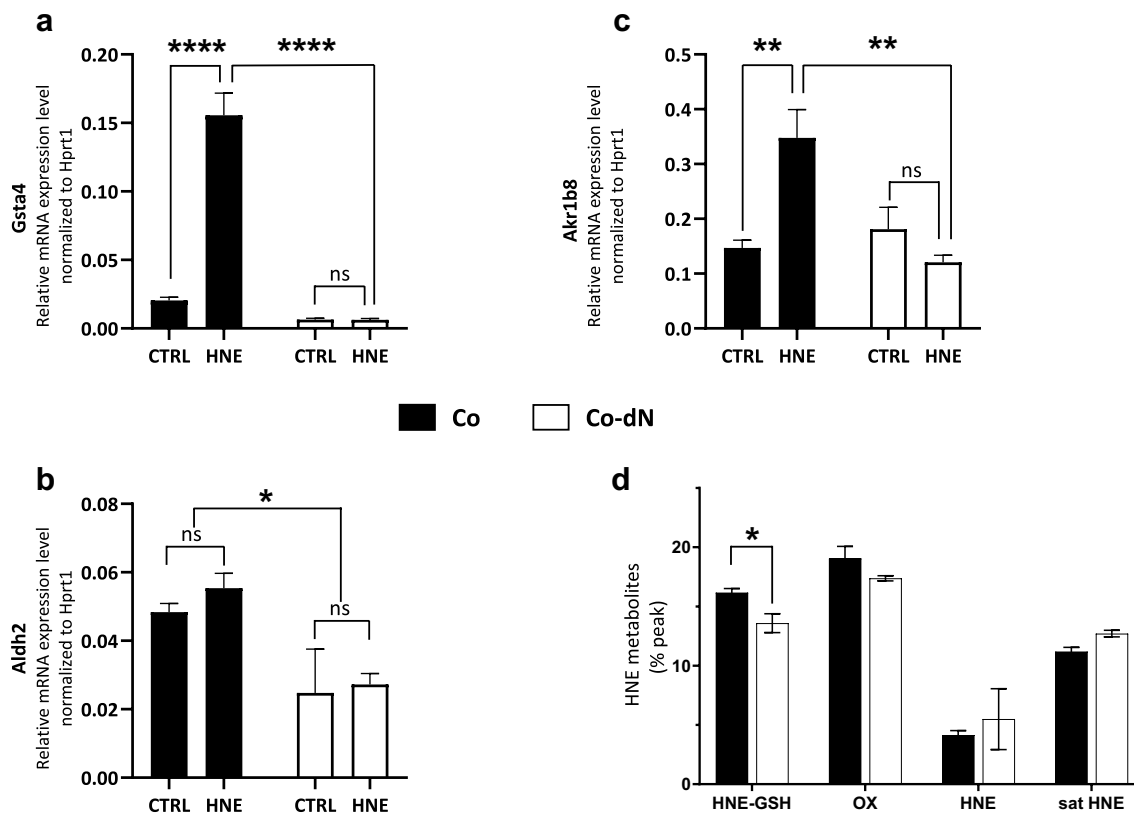 a
Gsta4
Relative mRNA expression level
normalized to Hprt1
0.20
0.15
0.10
0.05
0.00
****
****
ns
CTRL
HNE
CTRL
HNE
c
Akr1b8
Relative mRNA expression level
normalized to Hprt1
0.5
0.4
0.3
0.2
0.1
0.0
**
**
ns
CTRL
HNE
CTRL
HNE
Co
Co-dN
b
Aldh2
Relative mRNA expression level
normalized to Hprt1
0.08
0.06
0.04
0.02
0.00
*
ns
ns
CTRL
HNE
CTRL
HNE
d
HNE metabolites
(% peak)
20
10
0
*
HNE-GSH
OX
HNE
sat HNE